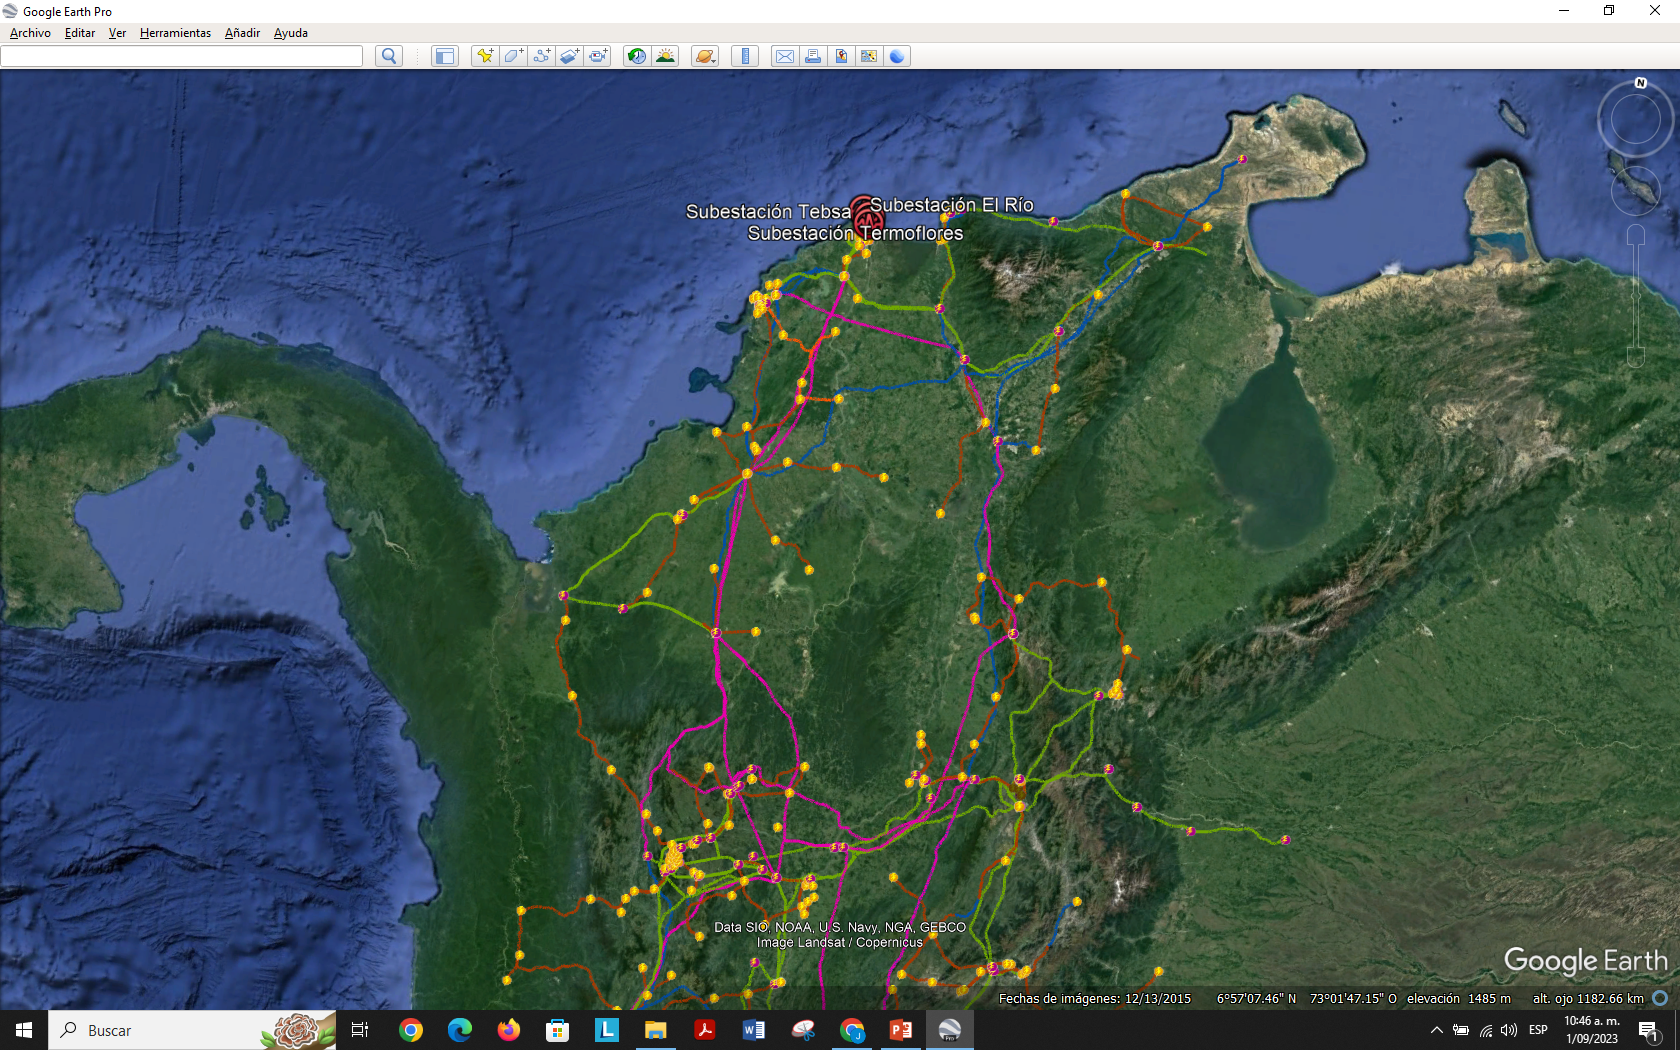 Google Earth Pro
Archivo Editar Ver Herramientas Añadir Ayuda
N
Subestación Tebsa
Subestación El Río
Subestación Termoflores
Data SIO, NOAA, U.S. Navy, NGA, GEBCO
Image Landsat / Copernicus
Google Earth
Fechas de imágenes: 12/13/2015 6°57'07.46" N 73°01'47.15" O elevación 1485 m alt. ojo 1182.66 km
Buscar
L
W
J
P
Pro
ESP
10:46 a. m.
1/09/2023
1